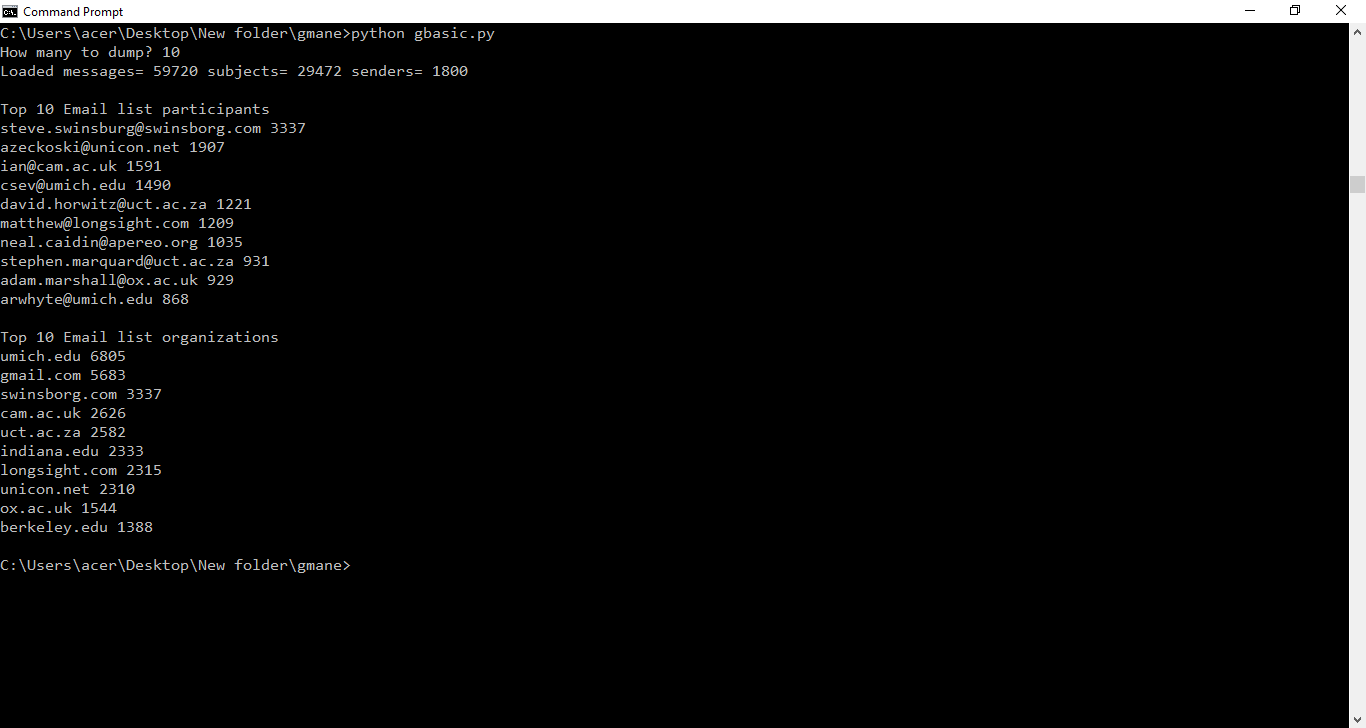 Command Prompt
C:\Users\acer\Desktop\New folder\gmane>python gbasic.py
How many to dump? 10
Loaded messages= 59720 subjects= 29472 senders= 1800
Top 10 Email list participants
steve.swinsburg@swinsborg.com 3337
azeckoski@unicon.net 1907
ian@cam.ac.uk 1591
csev@umich.edu 1490
david.horwitz@uct.ac.za 1221
matthew@longsight.com 1209
neal.caidin@apereo.org 1035
stephen.marquard@uct.ac.za 931
adam.marshall@ox.ac.uk 929
arwhyte@umich.edu 868
Top 10 Email list organizations
umich.edu 6805
gmail.com 5683
swinsborg.com 3337
cam.ac.uk 2626
uct.ac.za 2582
indiana.edu 2333
longsight.com 2315
unicon.net 2310
ox.ac.uk 1544
berkeley.edu 1388
C:\Users\acer\Desktop\New folder\gmane>